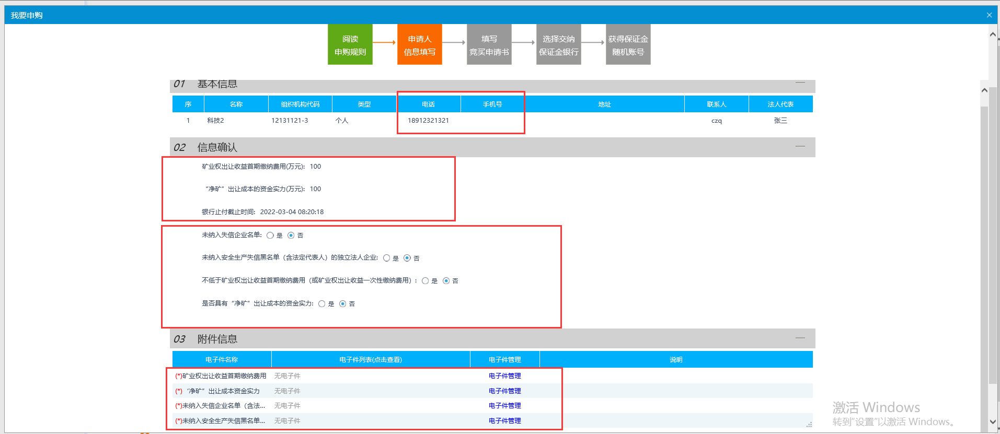 我要申购
阅读 申购规则
申请人 信息填写
填写 竞买申请书
选择交纳 保证金银行
获得保证金 随机账号
01 基本信息
序 名称 组织机构代码 类型 电话 手机号 地址 联系人 法人代表
1 科技2 12131121-3 个人 18912321321 czq 张三
02 信息确认
矿业权出让收益首期缴纳费用(万元): 100
“净矿”出让成本的资金实力(万元): 100
银行止付截止时间: 2022-03-04 08:20:18
未纳入失信企业名单: 是 否
未纳入安全生产失信黑名单（含法定代表人）的独立法人企业: 是 否
不低于矿业权出让收益首期缴纳费用（或矿业权出让收益一次性缴纳费用）: 是 否
是否具有“净矿”出让成本的资金实力: 是 否
03 附件信息
电子件名称 电子件列表(点击查看) 电子件管理 说明
(*)矿业权出让收益首期缴纳费用 无电子件 电子件管理
(*)‘净矿”出让成本资金实力 无电子件 电子件管理
(*)未纳入失信企业名单（含法... 无电子件 电子件管理
(*)未纳入安全生产失信黑名单... 无电子件 电子件管理
激活 Windows
转到“设置”以激活 Windows。